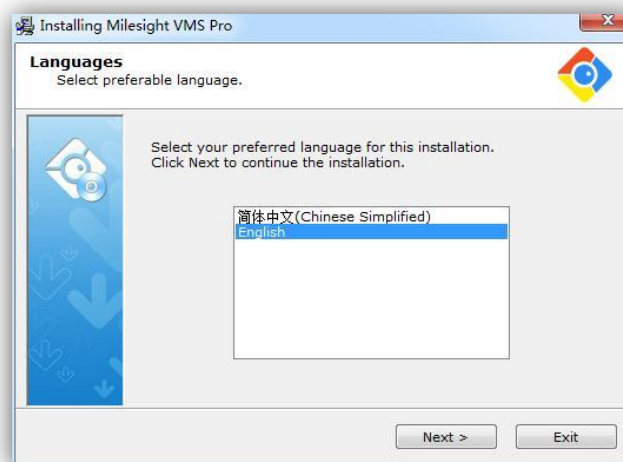 Installing Milesight VMS Pro
Languages
Select preferable language.
Select your preferred language for this installation.
Click Next to continue the installation.
简体中文(Chinese Simplified)
English
Next >
Exit